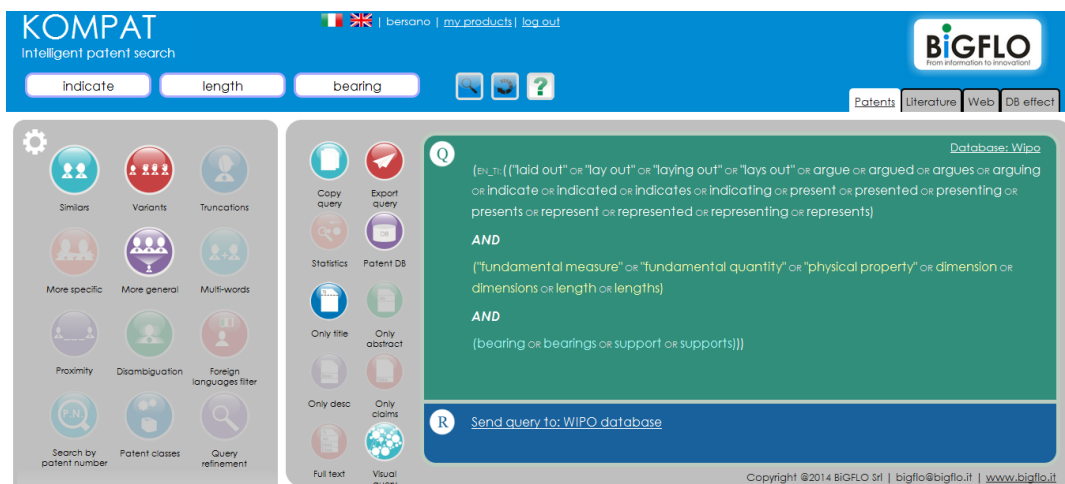 KOMPAT
Intelligent patent search
| bersano | my products | log out
BiGFLO
From information to innovation!
indicate length bearing ?
Patents Literature Web DB effect
Similars Variants Truncations
More specific More general Multi-words
Proximity Disambiguation Foreign languages filter
P.N.
Search by patent number Patent classes Query refinement
Copy query Export query
DB
Statistics Patent DB
Only title Only abstract
Only desc Only claims
Full text Visual query
Q
Database: Wipo
(EN_TI:(("laid out" OR "lay out" OR "laying out" OR "lays out" OR argue OR argued OR argues OR arguing
OR indicate OR indicated OR indicates OR indicating OR present OR presented OR presenting OR
presents OR represent OR represented OR representing OR represents)
AND
("fundamental measure" OR "fundamental quantity" OR "physical property" OR dimension OR
dimensions OR length OR lengths)
AND
(bearing OR bearings OR support OR supports)))
R
Send query to: WIPO database
Copyright @2014 BiGFLO Srl | bigflo@bigflo.it | www.bigflo.it